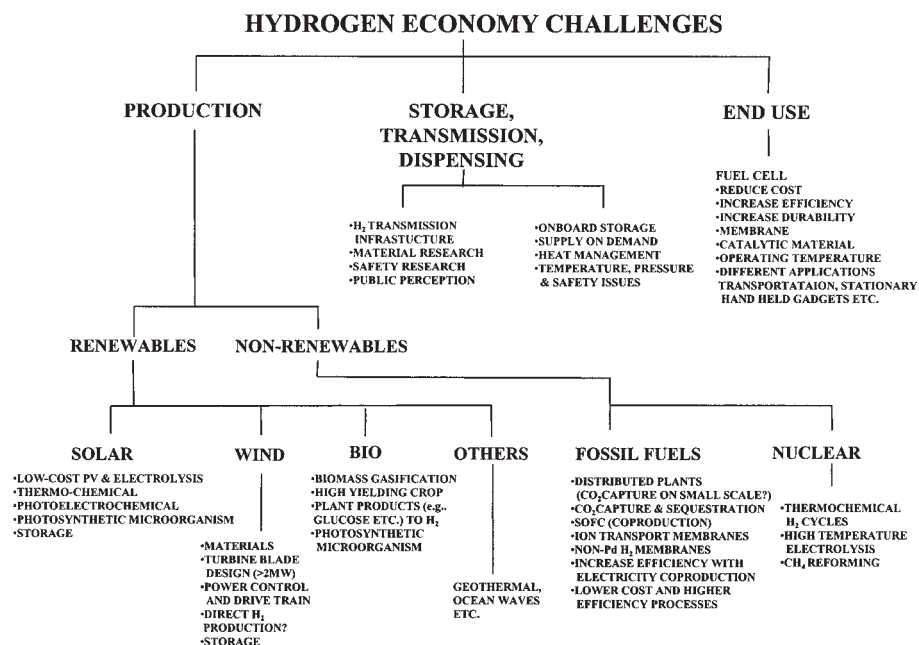 HYDROGEN ECONOMY CHALLENGES
PRODUCTION
STORAGE,
TRANSMISSION,
DISPENSING
END USE
•H₂ TRANSMISSION
INFRASTUCTURE
•MATERIAL RESEARCH
•SAFETY RESEARCH
•PUBLIC PERCEPTION
•ONBOARD STORAGE
•SUPPLY ON DEMAND
•HEAT MANAGEMENT
•TEMPERATURE, PRESSURE
& SAFETY ISSUES
FUEL CELL
•REDUCE COST
•INCREASE EFFICIENCY
•INCREASE DURABILITY
•MEMBRANE
•CATALYTIC MATERIAL
•OPERATING TEMPERATURE
•DIFFERENT APPLICATIONS
TRANSPORTATAION, STATIONARY
HAND HELD GADGETS ETC.
RENEWABLES
NON-RENEWABLES
SOLAR
•LOW-COST PV & ELECTROLYSIS
•THERMO-CHEMICAL
•PHOTOELECTROCHEMICAL
•PHOTOSYNTHETIC MICROORGANISM
•STORAGE
WIND
•MATERIALS
•TURBINE BLADE
DESIGN (>2MW)
•POWER CONTROL
AND DRIVE TRAIN
•DIRECT H₂
PRODUCTION?
•STORAGE
BIO
•BIOMASS GASIFICATION
•HIGH YIELDING CROP
•PLANT PRODUCTS (e.g..
GLUCOSE ETC.) TO H₂
•PHOTOSYNTHETIC
MICROORGANISM
OTHERS
GEOTHERMAL,
OCEAN WAVES
ETC.
FOSSIL FUELS
•DISTRIBUTED PLANTS
(CO₂CAPTURE ON SMALL SCALE?)
•CO₂CAPTURE & SEQUESTRATION
•SOFC (COPRODUCTION)
•ION TRANSPORT MEMBRANES
•NON-Pd H₂ MEMBRANES
•INCREASE EFFICIENCY WITH
ELECTRICITY COPRODUCTION
•LOWER COST AND HIGHER
EFFICIENCY PROCESSES
NUCLEAR
•THERMOCHEMICAL
H₂ CYCLES
•HIGH TEMPERATURE
ELECTROLYSIS
•CH₄ REFORMING